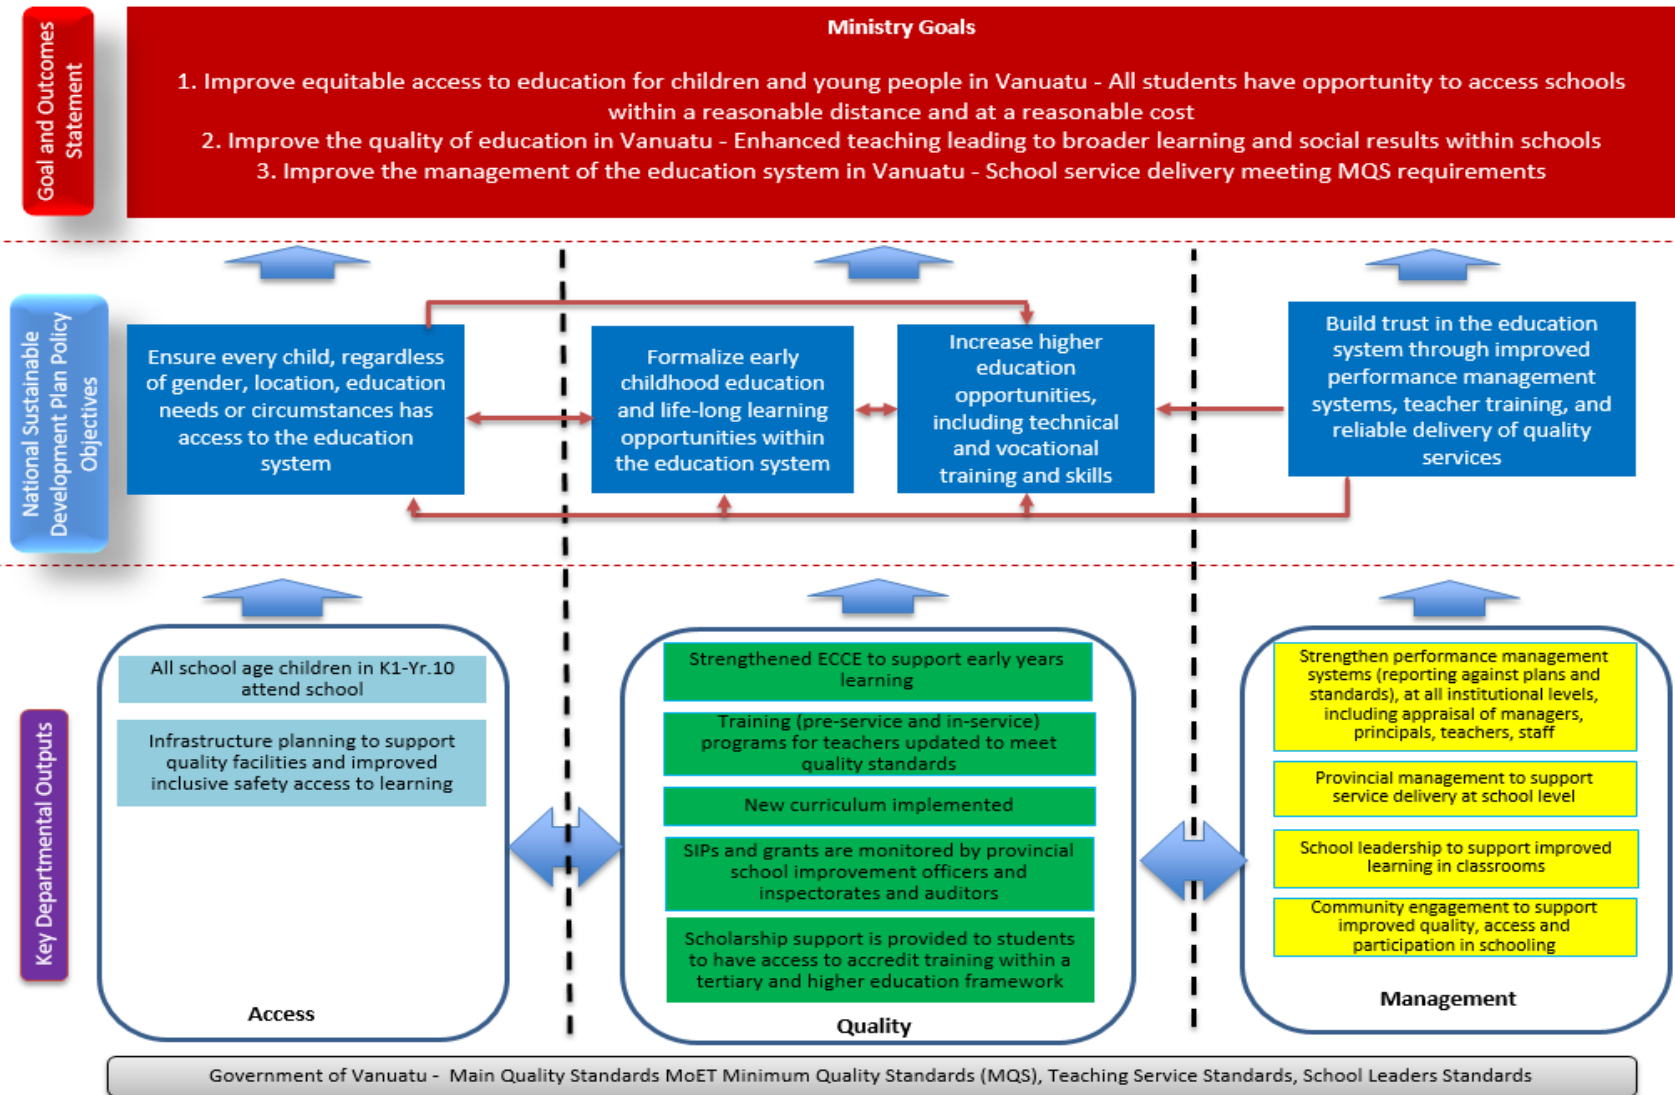 Goal and Outcomes
Statement
Ministry Goals
1. Improve equitable access to education for children and young people in Vanuatu - All students have opportunity to access schools
within a reasonable distance and at a reasonable cost
2. Improve the quality of education in Vanuatu - Enhanced teaching leading to broader learning and social results within schools
3. Improve the management of the education system in Vanuatu - School service delivery meeting MQS requirements
National Sustainable
Development Plan Policy
Objectives
Ensure every child, regardless
of gender, location, education
needs or circumstances has
access to the education
system
Formalize early
childhood education
and life-long learning
opportunities within
the education system
Increase higher
education
opportunities,
including technical
and vocational
training and skills
Build trust in the education
system through improved
performance management
systems, teacher training, and
reliable delivery of quality
services
Key Departmental Outputs
All school age children in K1-Yr.10
attend school
Infrastructure planning to support
quality facilities and improved
inclusive safety access to learning
Access
Strengthened ECCE to support early years
learning
Training (pre-service and in-service)
programs for teachers updated to meet
quality standards
New curriculum implemented
SIPs and grants are monitored by provincial
school improvement officers and
inspectorates and auditors
Scholarship support is provided to students
to have access to accredit training within a
tertiary and higher education framework
Quality
Strengthen performance management
systems (reporting against plans and
standards), at all institutional levels,
including appraisal of managers,
principals, teachers, staff
Provincial management to support
service delivery at school level
School leadership to support improved
learning in classrooms
Community engagement to support
improved quality, access and
participation in schooling
Management
Government of Vanuatu - Main Quality Standards MoET Minimum Quality Standards (MQS), Teaching Service Standards, School Leaders Standards